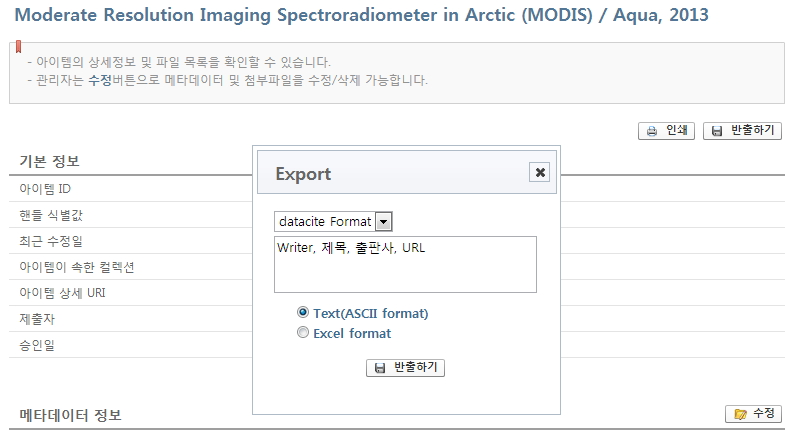 Moderate Resolution Imaging Spectroradiometer in Arctic (MODIS) / Aqua, 2013
- 아이템의 상세정보 및 파일 목록을 확인할 수 있습니다.
- 관리자는 수정버튼으로 메타데이터 및 첨부파일을 수정/삭제 가능합니다.
인쇄 반출하기
기본 정보
아이템 ID
핸들 식별값
최근 수정일
아이템이 속한 컬렉션
아이템 상세 URI
제출자
승인일
Export
datacite Format
Writer, 제목, 출판사, URL
Text(ASCII format)
Excel format
반출하기
메타데이터 정보 수정